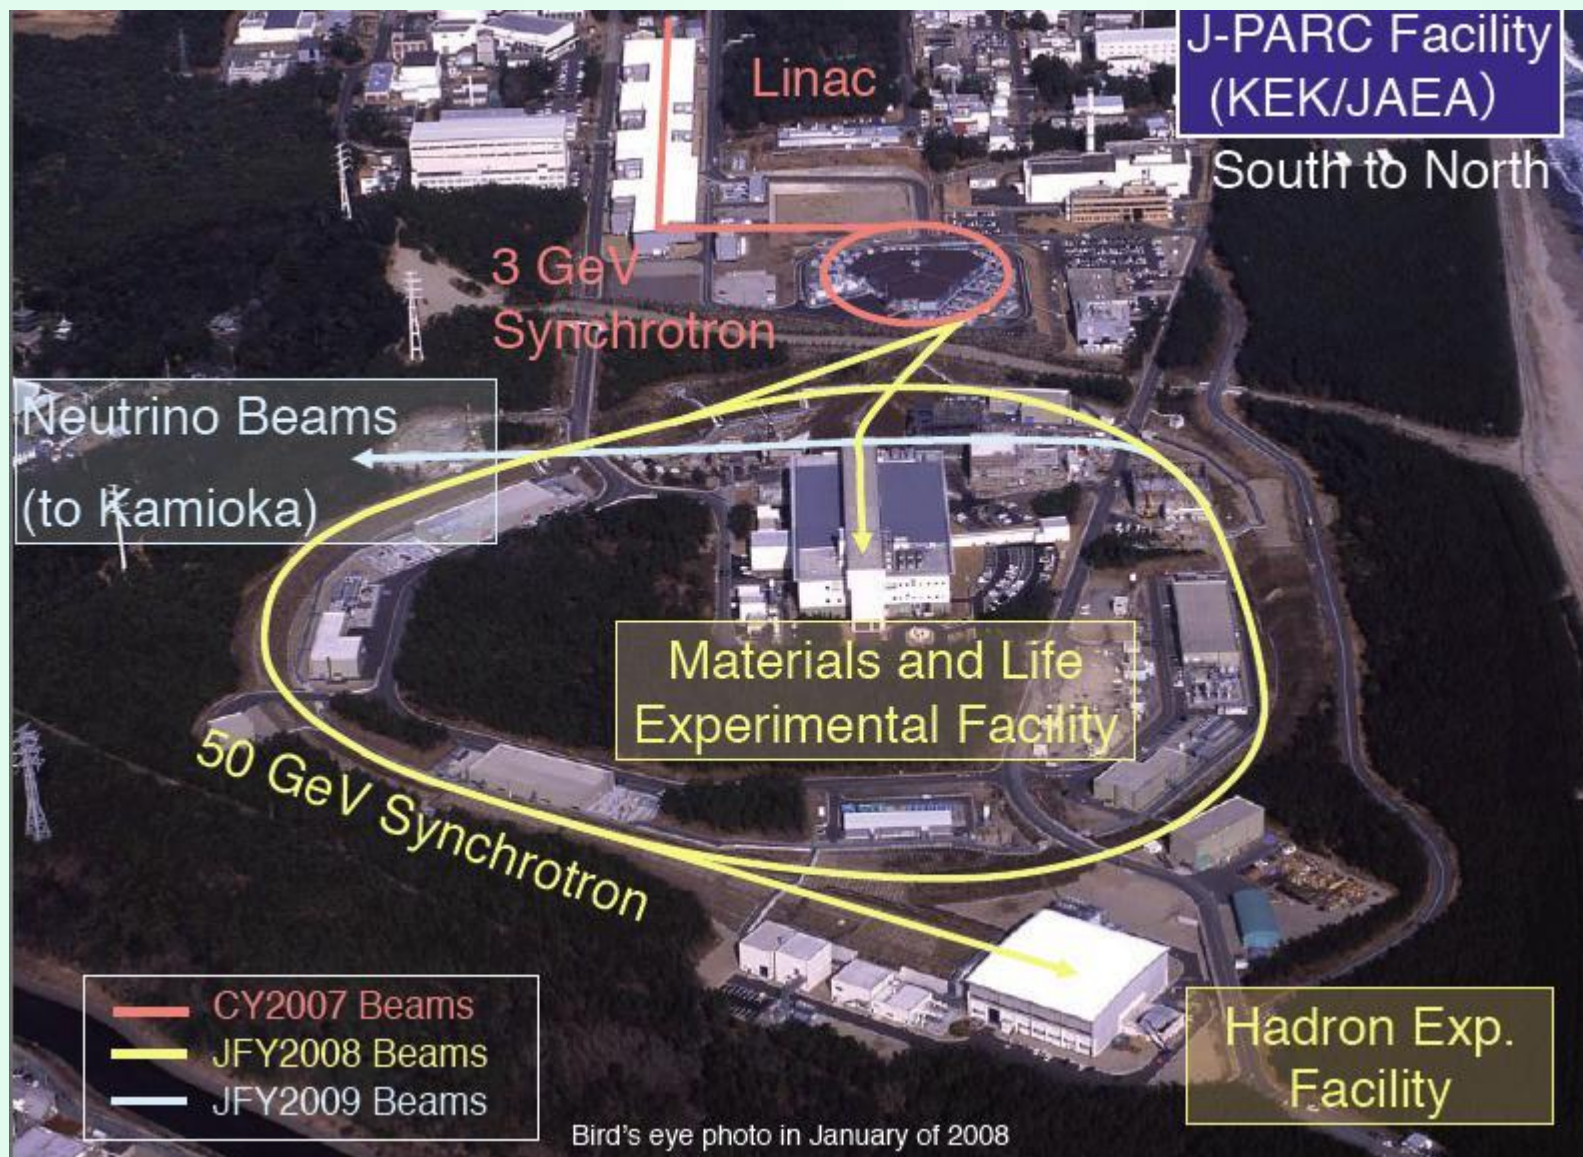 J-PARC Facility
(KEK/JAEA）
South to North
Linac
3 GeV
Synchrotron
Neutrino Beams
(to Kamioka)
Materials and Life
Experimental Facility
50 GeV Synchrotron
CY2007 Beams
JFY2008 Beams
JFY2009 Beams
Hadron Exp.
Facility
Bird's eye photo in January of 2008